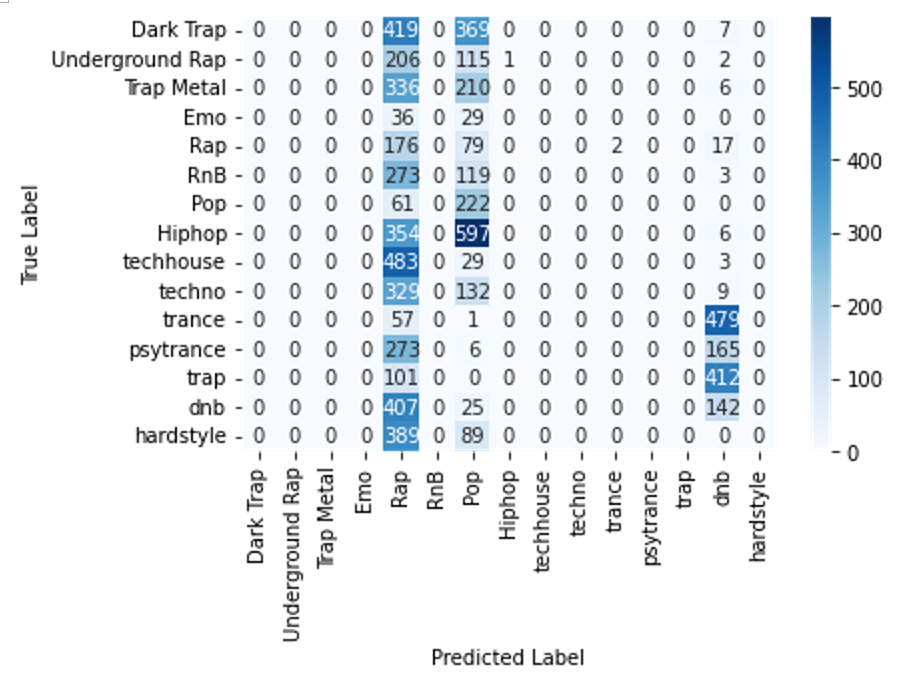 Dark Trap - 0 0 0 0 419 0 369 0 0 0 0 0 0 7 0
Underground Rap - 0 0 0 0 206 0 115 1 0 0 0 0 0 2 0
Trap Metal - 0 0 0 0 336 0 210 0 0 0 0 0 0 6 0
Emo - 0 0 0 0 36 0 29 0 0 0 0 0 0 0 0
Rap - 0 0 0 0 176 0 79 0 0 0 2 0 0 17 0
RnB - 0 0 0 0 273 0 119 0 0 0 0 0 0 3 0
Pop - 0 0 0 0 61 0 222 0 0 0 0 0 0 0 0
Hiphop - 0 0 0 0 354 0 597 0 0 0 0 0 0 6 0
techhouse - 0 0 0 0 483 0 29 0 0 0 0 0 0 3 0
techno - 0 0 0 0 329 0 132 0 0 0 0 0 0 9 0
trance - 0 0 0 0 57 0 1 0 0 0 0 0 0 479 0
psytrance - 0 0 0 0 273 0 6 0 0 0 0 0 0 165 0
trap - 0 0 0 0 101 0 0 0 0 0 0 0 0 412 0
dnb - 0 0 0 0 407 0 25 0 0 0 0 0 0 142 0
hardstyle - 0 0 0 0 389 0 89 0 0 0 0 0 0 0 0
True Label
Dark Trap
Underground Rap
Trap Metal
Emo
Rap
RnB
Pop
Hiphop
techhouse
techno
trance
psytrance
trap
dnb
hardstyle
Predicted Label
500
400
300
200
100
0